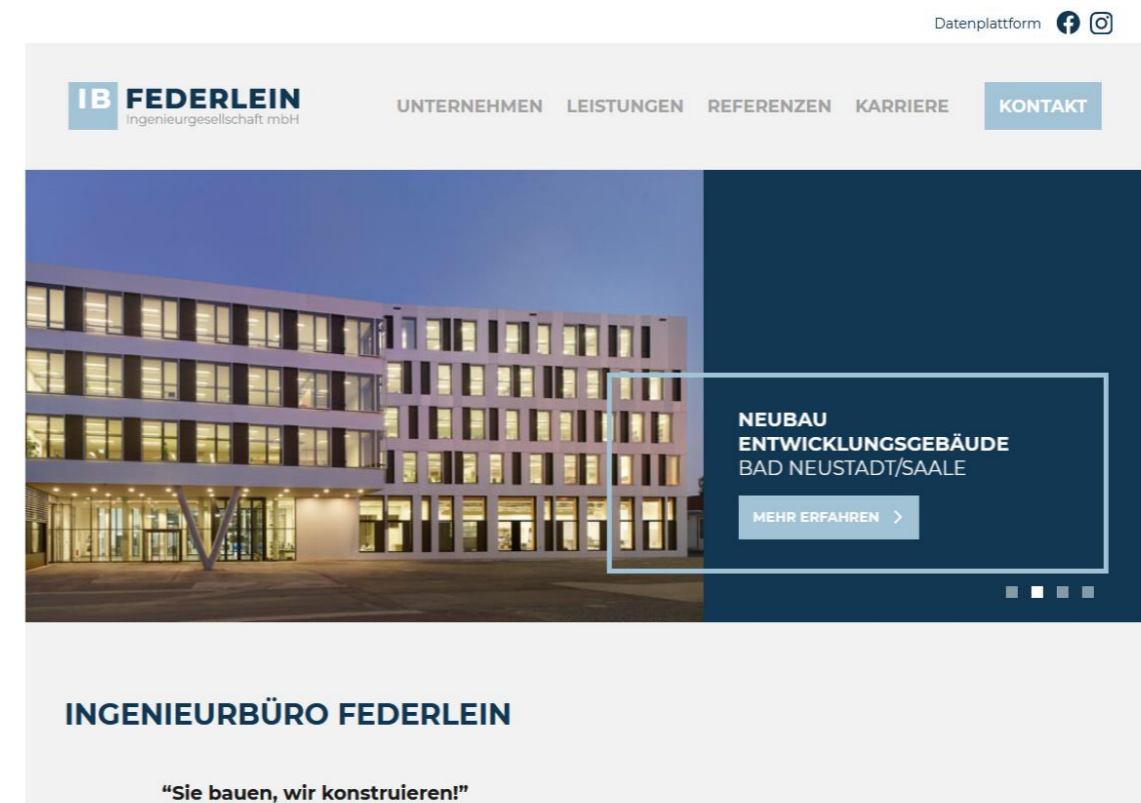 Datenplattform
IB FEDERLEIN
Ingenieurgesellschaft mbH
UNTERNEHMEN LEISTUNGEN REFERENZEN KARRIERE KONTAKT
NEUBAU
ENTWICKLUNGSGEBÄUDE
BAD NEUSTADT/SAALE
MEHR ERFAHREN
INGENIEURBÜRO FEDERLEIN
“Sie bauen, wir konstruieren!”